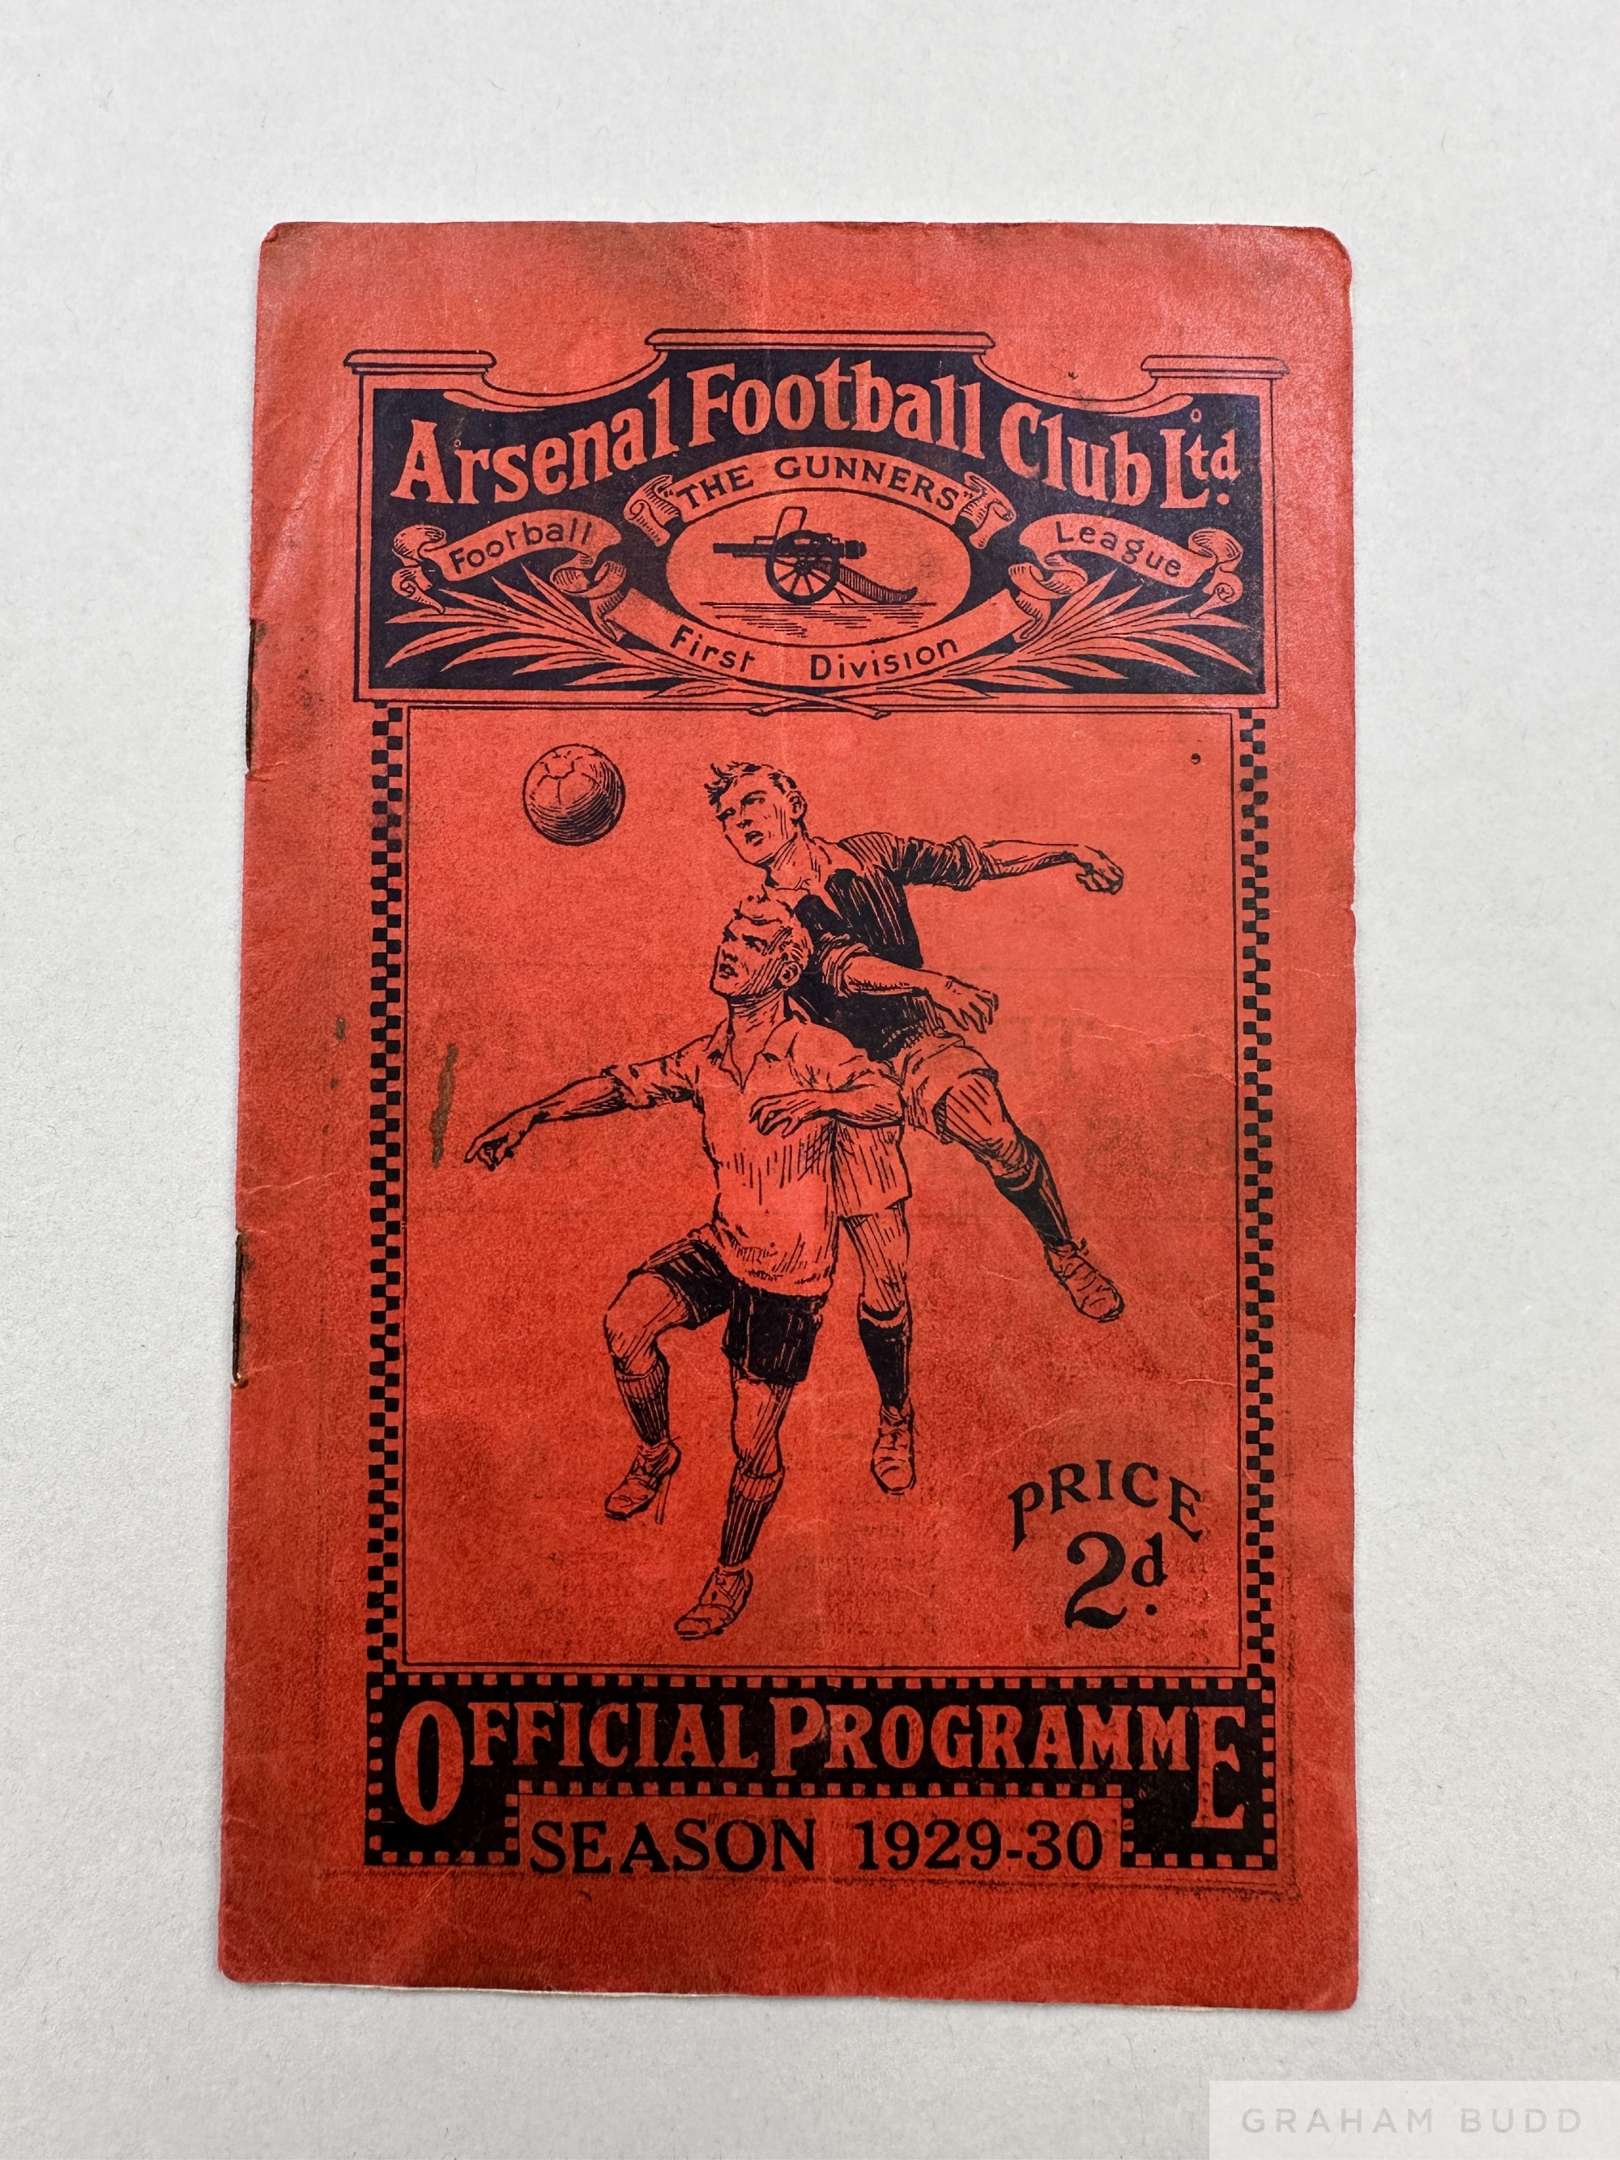 Arsenal Football Club Ltd.
"THE GUNNERS"
Football League
First Division
PRICE
2d.
OFFICIAL PROGRAMME
SEASON 1929-30
GRAHAM BUDD